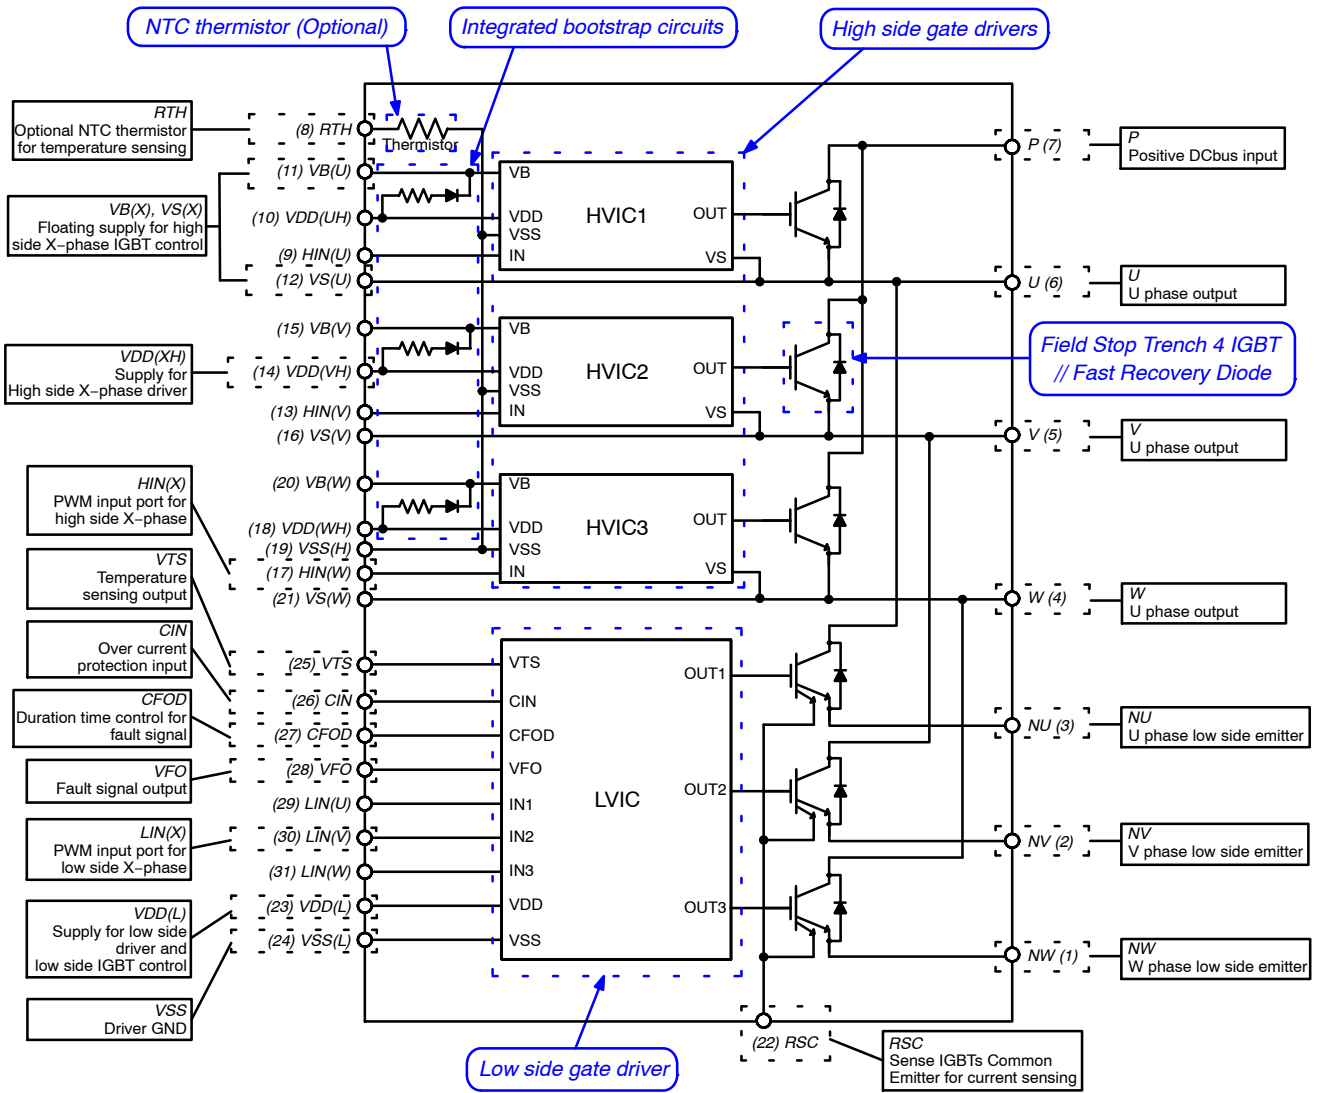 NTC thermistor (Optional)
Integrated bootstrap circuits
High side gate drivers
RTH
Optional NTC thermistor
for temperature sensing
VB(X), VS(X)
Floating supply for high
side X−phase IGBT control
VDD(XH)
Supply for
High side X−phase driver
HIN(X)
PWM input port for
high side X−phase
VTS
Temperature
sensing output
CIN
Over current
protection input
CFOD
Duration time control for
fault signal
VFO
Fault signal output
LIN(X)
PWM input port for
low side X−phase
VDD(L)
Supply for low side
driver and
low side IGBT control
VSS
Driver GND
(8) RTH
(11) VB(U)
(10) VDD(UH)
(9) HIN(U)
(12) VS(U)
(15) VB(V)
(14) VDD(VH)
(13) HIN(V)
(16) VS(V)
(20) VB(W)
(18) VDD(WH)
(19) VSS(H)
(17) HIN(W)
(21) VS(W)
(25) VTS
(26) CIN
(27) CFOD
(28) VFO
(29) LIN(U)
(30) LIN(V)
(31) LIN(W)
(23) VDD(L)
(24) VSS(L)
Thermistor
VB
VDD
VSS
IN
HVIC1
OUT
VS
VB
VDD
VSS
IN
HVIC2
OUT
VS
VB
VDD
VSS
IN
HVIC3
OUT
VS
VTS
CIN
CFOD
VFO
IN1
IN2
IN3
VDD
VSS
LVIC
OUT1
OUT2
OUT3
P (7)
U (6)
V (5)
W (4)
NU (3)
NV (2)
NW (1)
(22) RSC
P
Positive DCbus input
U
U phase output
Field Stop Trench 4 IGBT
// Fast Recovery Diode
V
U phase output
W
U phase output
NU
U phase low side emitter
NV
V phase low side emitter
NW
W phase low side emitter
RSC
Sense IGBTs Common
Emitter for current sensing
Low side gate driver